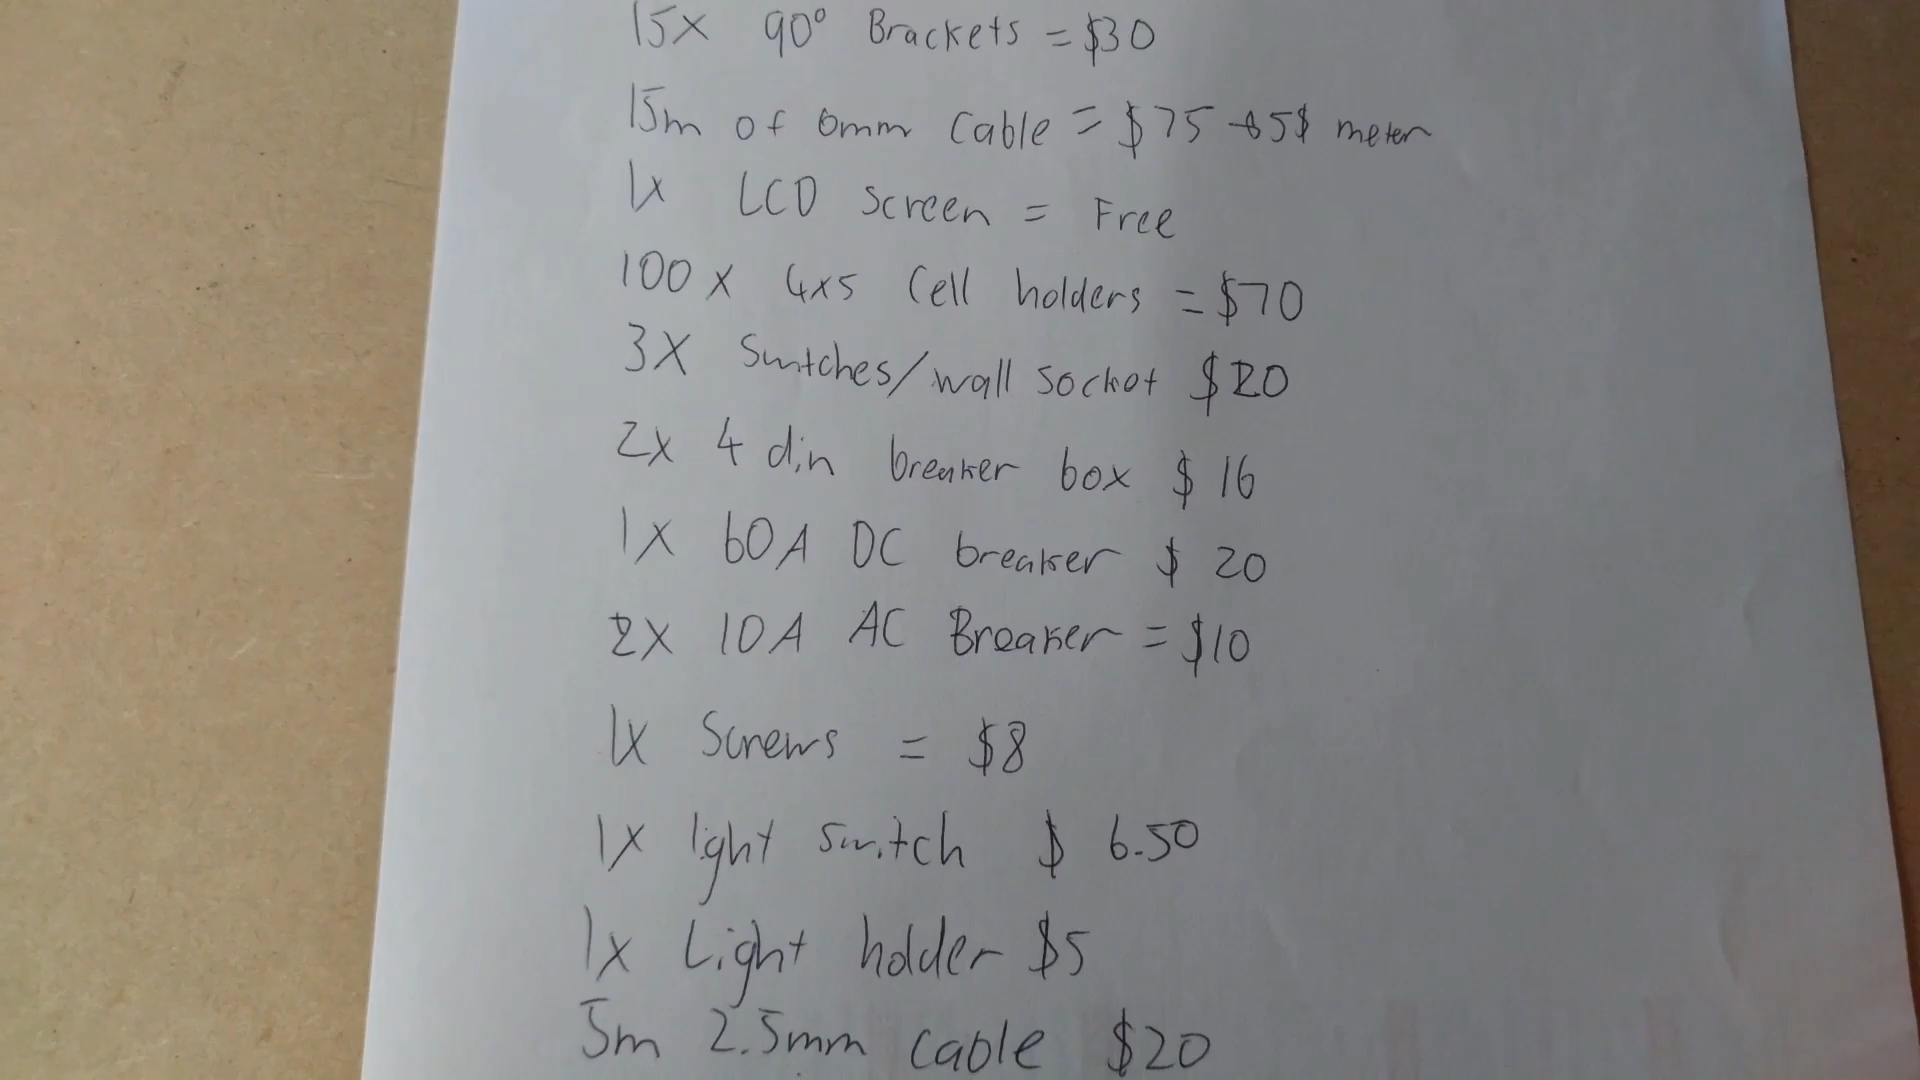 15x 90° Brackets = $30
15m of 6mm Cable = $75 5$ meter
1x LCD Screen = Free
100x 4x5 Cell holders = $70
3X Switches/wall socket $20
2x 4 din breaker box $16
1X 60A DC breaker $20
2X 10A AC Breaker = $10
1X Screws = $8
1X light switch $ 6.50
1x Light holder $5
5m 2.5mm cable $20